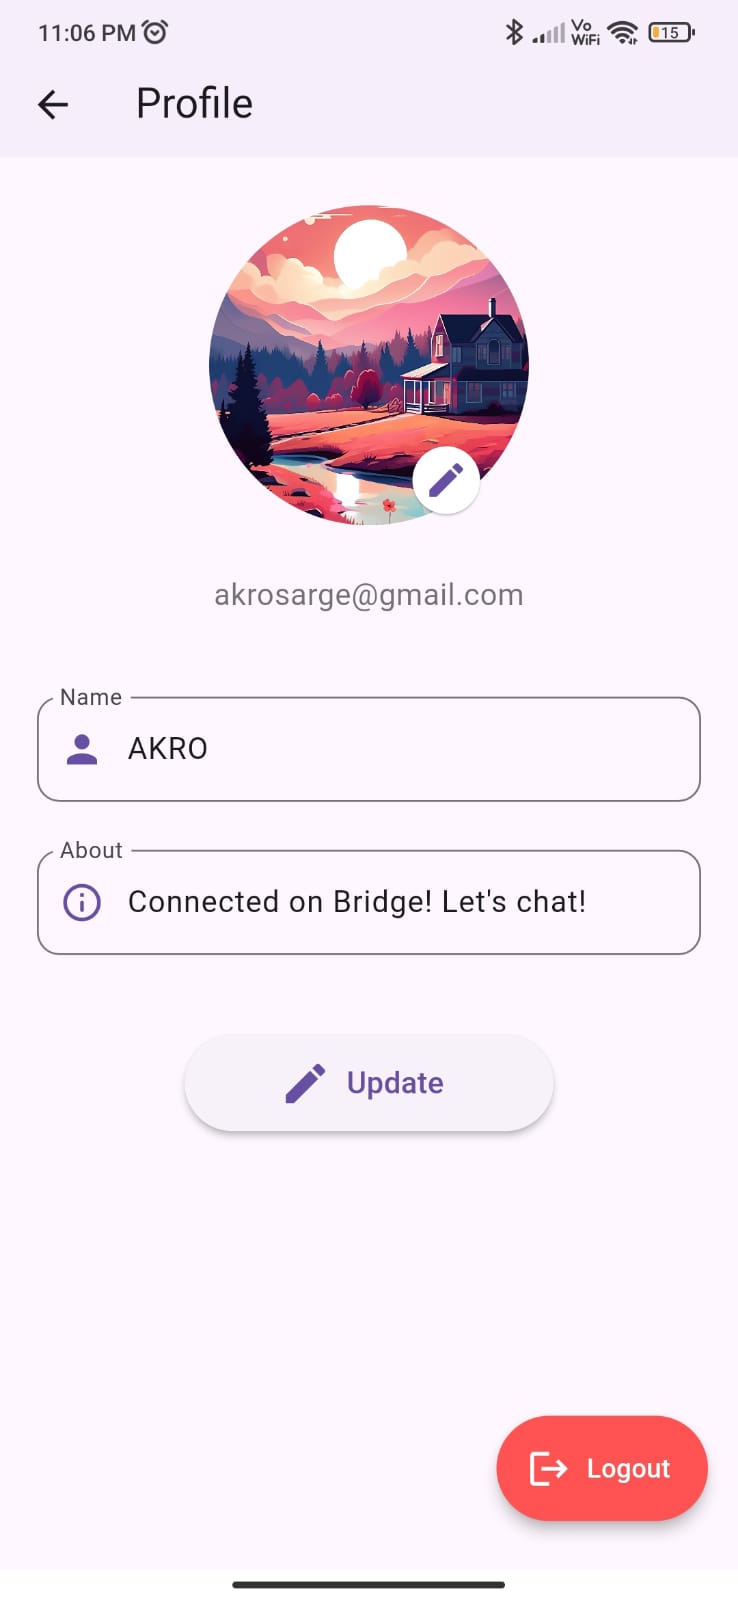 11:06 PM
Vo
WiFi
15
Profile
akrosarge@gmail.com
Name
AKRO
About
Connected on Bridge! Let's chat!
Update
Logout